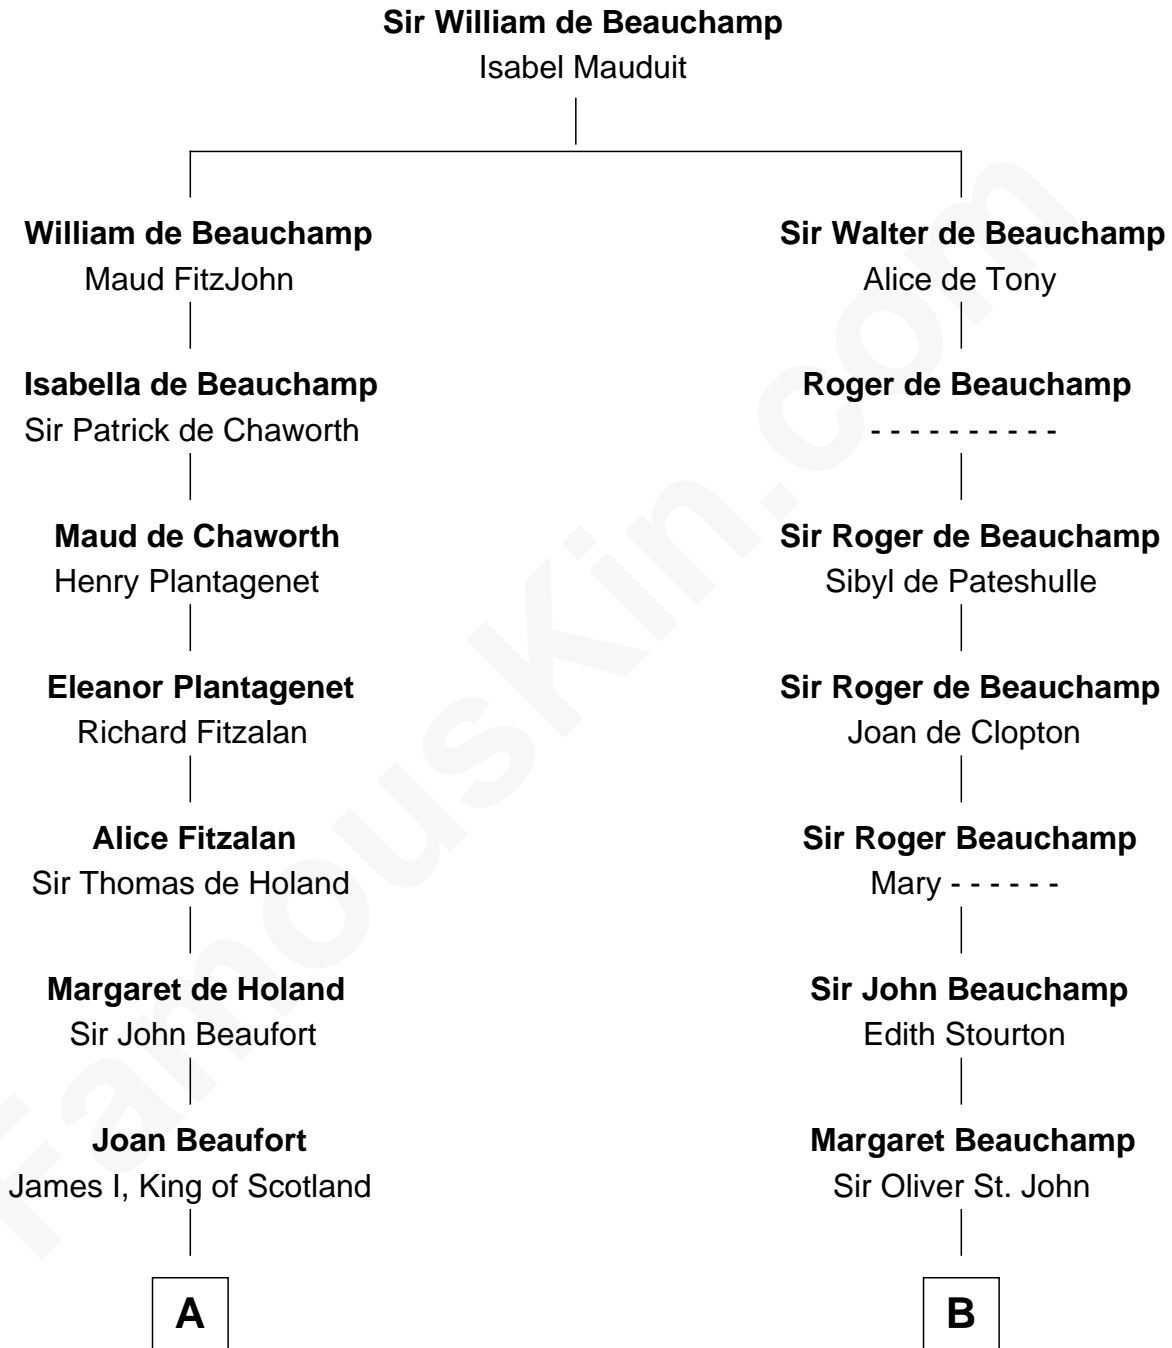 Sir William de Beauchamp
Isabel Mauduit
William de Beauchamp
Maud FitzJohn
Sir Walter de Beauchamp
Alice de Tony
Isabella de Beauchamp
Sir Patrick de Chaworth
Roger de Beauchamp
- - - - - - - - - -
Maud de Chaworth
Henry Plantagenet
Sir Roger de Beauchamp
Sibyl de Pateshulle
Eleanor Plantagenet
Richard Fitzalan
Sir Roger de Beauchamp
Joan de Clopton
Alice Fitzalan
Sir Thomas de Holand
Sir Roger Beauchamp
Mary - - - - - -
Margaret de Holand
Sir John Beaufort
Sir John Beauchamp
Edith Stourton
Joan Beaufort
James I, King of Scotland
Margaret Beauchamp
Sir Oliver St. John
A
B
FamousKin.com